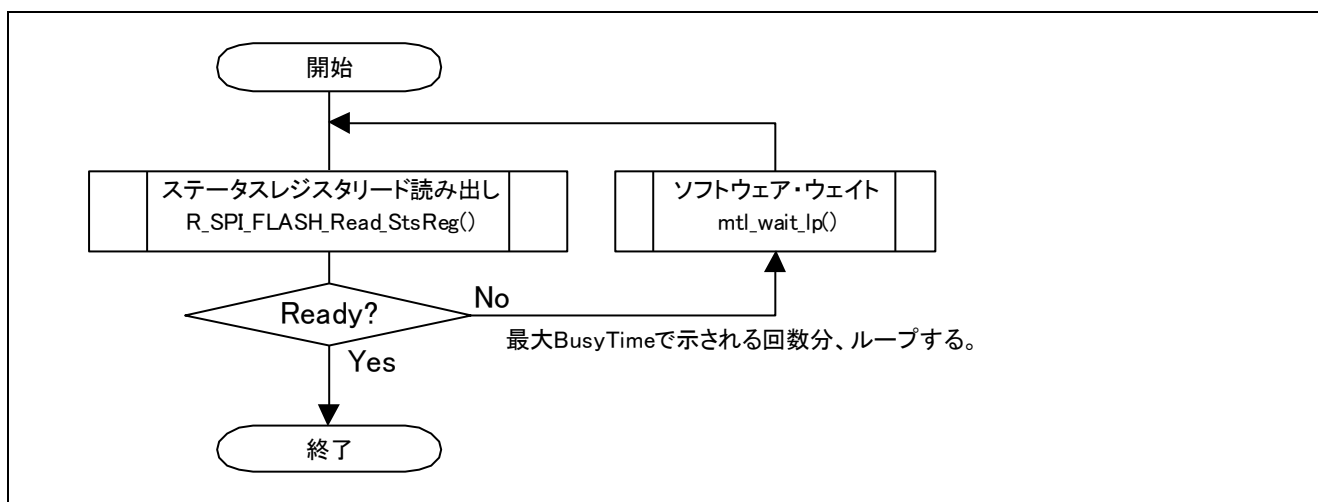 開始
ステータスレジスタリード読み出し
R_SPI_FLASH_Read_StsReg()
ソフトウェア・ウェイト
mtl_wait_lp()
Ready?
No
最大BusyTimeで示される回数分、ループする。
Yes
終了